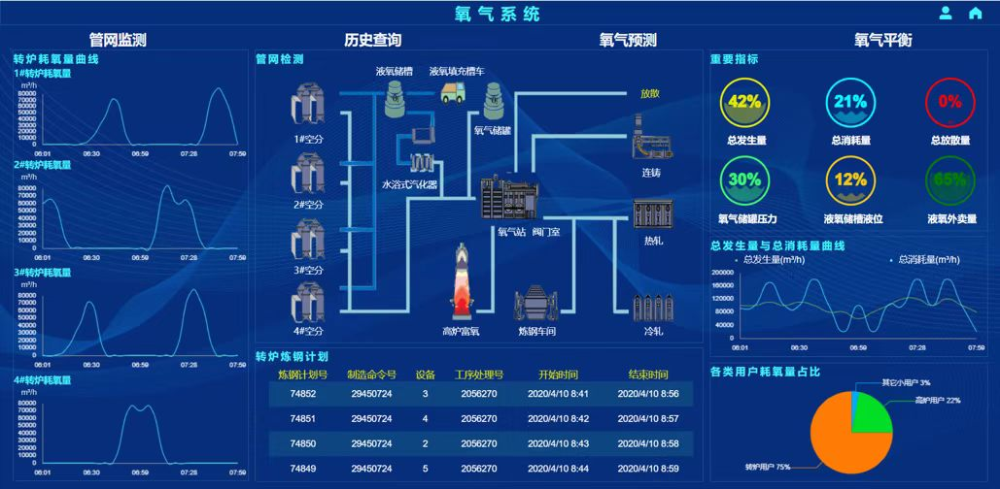 氧气系统
管网监测 历史查询 氧气预测 氧气平衡
转炉耗氧量曲线
1#转炉耗氧量
m³/h
80000
70000
60000
50000
40000
30000
20000
10000
0
06:01 06:30 06:59 07:28 07:59
2#转炉耗氧量
m³/h
80000
70000
60000
50000
40000
30000
20000
10000
0
06:01 06:30 06:59 07:28 07:59
3#转炉耗氧量
m³/h
80000
70000
60000
50000
40000
30000
20000
10000
0
06:01 06:30 06:59 07:28 07:59
4#转炉耗氧量
m³/h
80000
70000
60000
50000
40000
30000
20000
10000
0
06:01 06:30 06:59 07:28 07:59
管网检测
液氧储槽 液氧填充槽车
放散
1#空分
氧气储罐
连铸
水浴式汽化器
2#空分
氧气站 阀门室
热轧
3#空分
4#空分
高炉富氧
炼钢车间
冷轧
转炉炼钢计划
炼钢计划号 制造命令号 设备 工序处理号 开始时间 结束时间
74852 29450724 3 2056270 2020/4/10 8:41 2020/4/10 8:56
74851 29450724 4 2056270 2020/4/10 8:42 2020/4/10 8:57
74850 29450724 2 2056270 2020/4/10 8:43 2020/4/10 8:58
74849 29450724 5 2056270 2020/4/10 8:44 2020/4/10 8:59
重要指标
42% 21% 0%
总发生量 总消耗量 总放散量
30% 12% 65%
氧气储罐压力 液氧储槽液位 液氧外卖量
总发生量与总消耗量曲线
总发生量(m³/h) 总消耗量(m³/h)
200000
160000
120000
80000
40000
0
06:01 06:30 06:59 07:28 07:59
各类用户耗氧量占比
其它小用户 3%
高炉用户 22%
转炉用户 75%